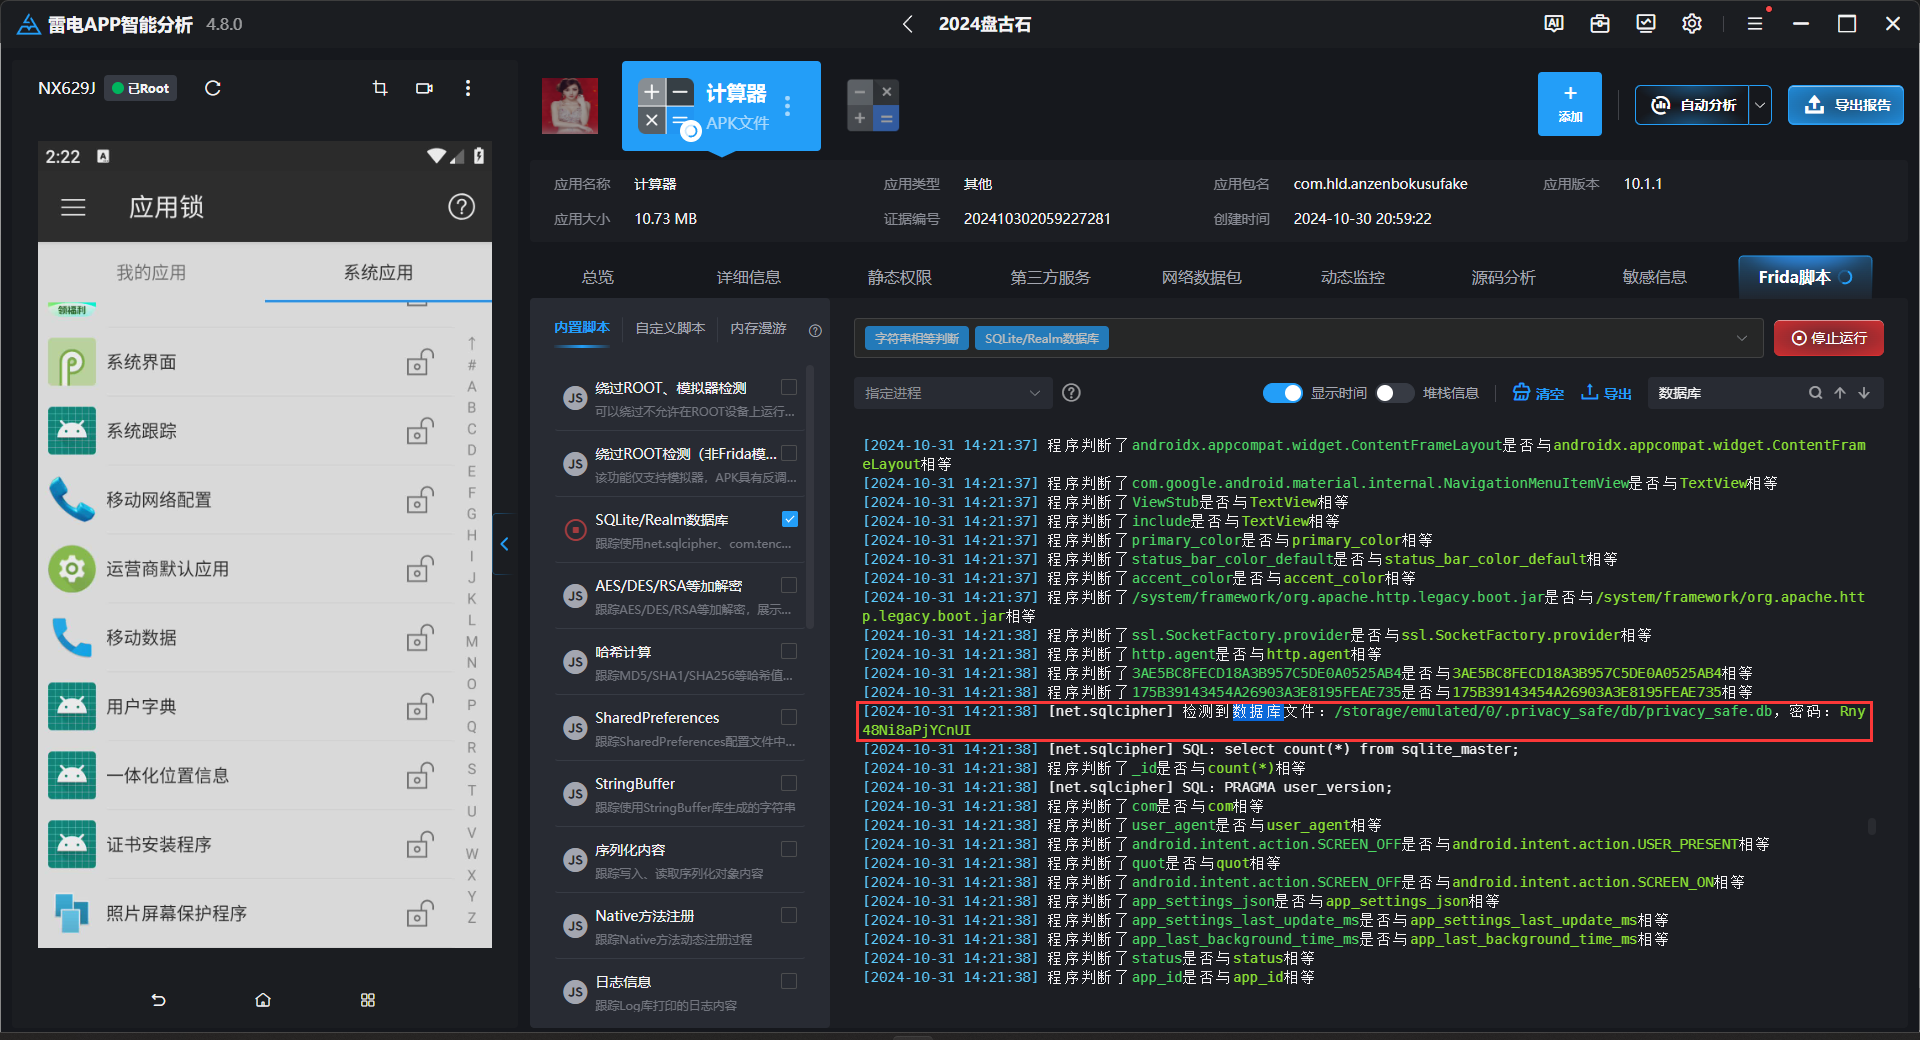 雷电APP智能分析 4.8.0
2024盘古石
AI
NX629J
已Root
2:22
A
应用锁
?
我的应用
系统应用
领福利
系统界面
系统跟踪
移动网络配置
运营商默认应用
移动数据
用户字典
一体化位置信息
证书安装程序
照片屏幕保护程序
↑
#
A
B
C
D
E
F
G
H
I
J
K
L
M
N
O
P
Q
R
S
T
U
V
W
X
Y
Z
计算器
APK文件
+
添加
自动分析
导出报告
应用名称 计算器 应用类型 其他 应用包名 com.hld.anzenbokusufake 应用版本 10.1.1
应用大小 10.73 MB 证据编号 202410302059227281 创建时间 2024-10-30 20:59:22
总览 详细信息 静态权限 第三方服务 网络数据包 动态监控 源码分析 敏感信息 Frida脚本
内置脚本 自定义脚本 内存漫游 ?
JS
绕过ROOT、模拟器检测
可以绕过不允许在ROOT设备上运行...
JS
绕过ROOT检测（非Frida模...
该功能仅支持模拟器，APK具有反调...
SQLite/Realm数据库
跟踪使用net.sqlcipher、com.tenc...
JS
AES/DES/RSA等加解密
跟踪AES/DES/RSA等加解密，展示...
JS
哈希计算
跟踪MD5/SHA1/SHA256等哈希值...
JS
SharedPreferences
跟踪SharedPreferences配置文件中...
JS
StringBuffer
跟踪使用StringBuffer库生成的字符串
JS
序列化内容
跟踪写入、读取序列化对象内容
JS
Native方法注册
跟踪Native方法动态注册过程
JS
日志信息
跟踪Log库打印的日志内容
字符串相等判断 SQLite/Realm数据库
停止运行
指定进程 ? 显示时间 堆栈信息 清空 导出 数据库
[2024-10-31 14:21:37] 程序判断了androidx.appcompat.widget.ContentFrameLayout是否与androidx.appcompat.widget.ContentFra
meLayout相等
[2024-10-31 14:21:37] 程序判断了com.google.android.material.internal.NavigationMenuItemView是否与TextView相等
[2024-10-31 14:21:37] 程序判断了ViewStub是否与TextView相等
[2024-10-31 14:21:37] 程序判断了include是否与TextView相等
[2024-10-31 14:21:37] 程序判断了primary_color是否与primary_color相等
[2024-10-31 14:21:37] 程序判断了status_bar_color_default是否与status_bar_color_default相等
[2024-10-31 14:21:37] 程序判断了accent_color是否与accent_color相等
[2024-10-31 14:21:37] 程序判断了/system/framework/org.apache.http.legacy.boot.jar是否与/system/framework/org.apache.htt
p.legacy.boot.jar相等
[2024-10-31 14:21:37] 程序判断了ssl.SocketFactory.provider是否与ssl.SocketFactory.provider相等
[2024-10-31 14:21:37] 程序判断了http.agent是否与http.agent相等
[2024-10-31 14:21:37] 程序判断了3AE5BC8FECD18A3B957C5DE0A0525AB4是否与3AE5BC8FECD18A3B957C5DE0A0525AB4相等
[2024-10-31 14:21:37] 程序判断了175B39143454A26903A3E8195FEAE735是否与175B39143454A26903A3E8195FEAE735相等
[2024-10-31 14:21:38] [net.sqlcipher] 检测到数据库文件：/storage/emulated/0/.privacy_safe/db/privacy_safe.db，密码：Rny
48Ni8aPjYCnUI
[2024-10-31 14:21:38] [net.sqlcipher] SQL：select count(*) from sqlite_master;
[2024-10-31 14:21:38] 程序判断了_id是否与count(*)相等
[2024-10-31 14:21:38] [net.sqlcipher] SQL：PRAGMA user_version;
[2024-10-31 14:21:38] 程序判断了com是否与com相等
[2024-10-31 14:21:38] 程序判断了user_agent是否与user_agent相等
[2024-10-31 14:21:38] 程序判断了android.intent.action.SCREEN_OFF是否与android.intent.action.USER_PRESENT相等
[2024-10-31 14:21:38] 程序判断了quot是否与quot相等
[2024-10-31 14:21:38] 程序判断了android.intent.action.SCREEN_OFF是否与android.intent.action.SCREEN_ON相等
[2024-10-31 14:21:38] 程序判断了app_settings_json是否与app_settings_json相等
[2024-10-31 14:21:38] 程序判断了app_settings_last_update_ms是否与app_settings_last_update_ms相等
[2024-10-31 14:21:38] 程序判断了app_last_background_time_ms是否与app_last_background_time_ms相等
[2024-10-31 14:21:38] 程序判断了status是否与status相等
[2024-10-31 14:21:38] 程序判断了app_id是否与app_id相等